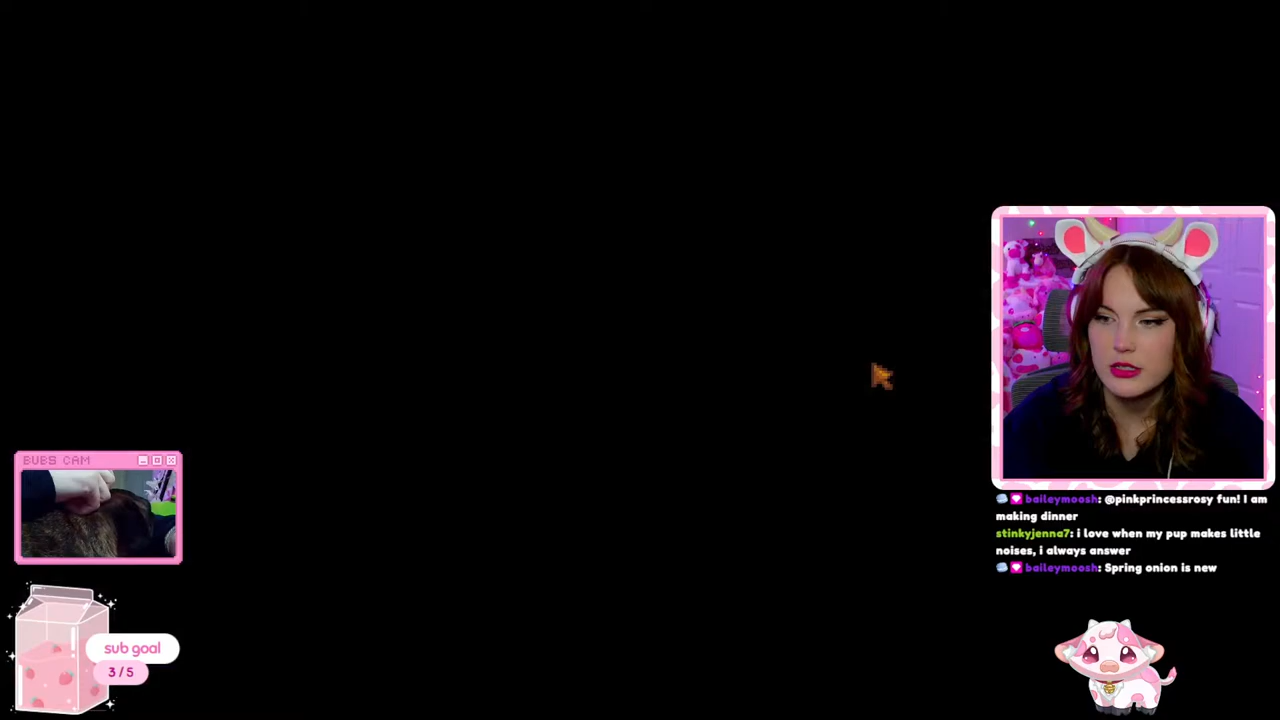 BUBS CAM
sub goal
3 / 5
baileymoosh: @pinkprincessrosy fun! I am
making dinner
stinkyjenna7: i love when my pup makes little
noises, i always answer
baileymoosh: Spring onion is new